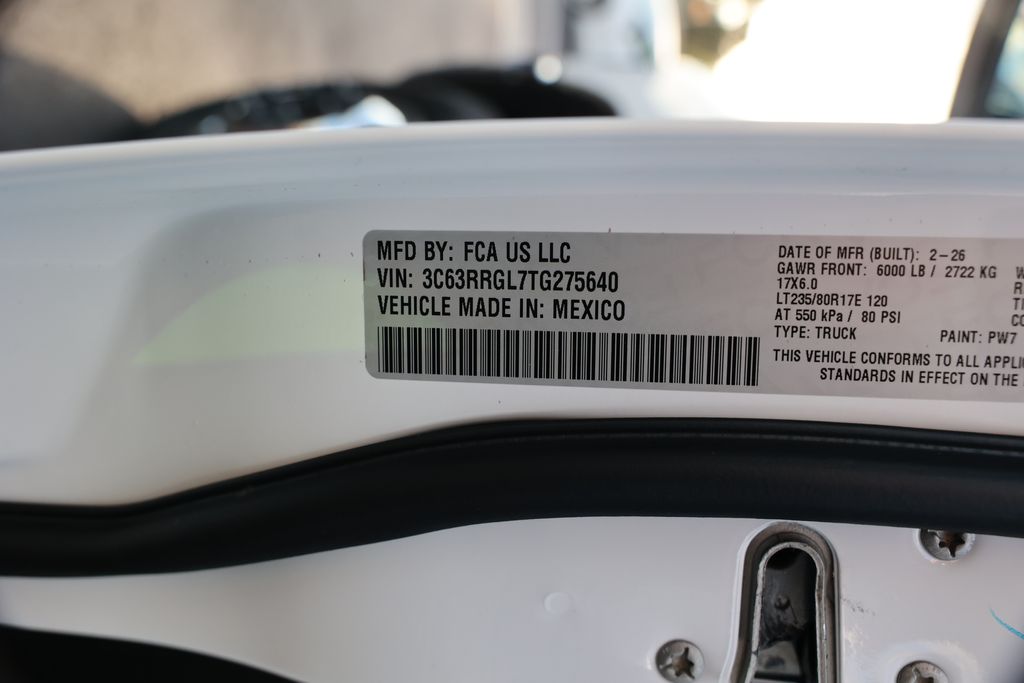 MFD BY: FCA US LLC
VIN: 3C63RRGL7TG275640
VEHICLE MADE IN: MEXICO
DATE OF MFR (BUILT): 2-26
GAWR FRONT: 6000 LB / 2722 KG
17X6.0
LT235/80R17E 120
AT 550 kPa / 80 PSI
TYPE: TRUCK PAINT: PW7
THIS VEHICLE CONFORMS TO ALL APPLI
STANDARDS IN EFFECT ON THE